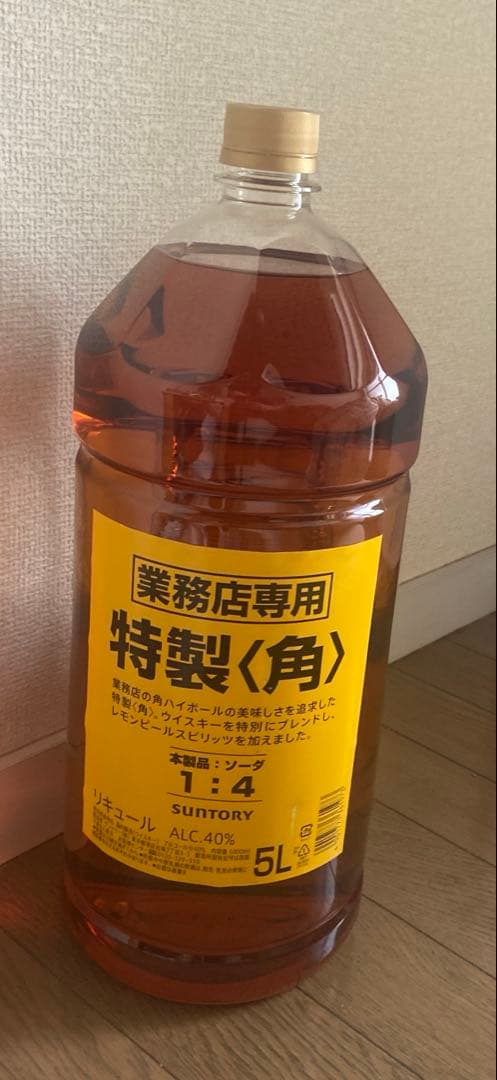 業務店専用
特製〈角〉
業務店の角ハイボールの美味しさを追求した
特製〈角〉。ウイスキーを特別にブレンドし、
レモンピールスピリッツを加えました。
本製品：ソーダ
1：4
SUNTORY
リキュール ALC.40%
5L